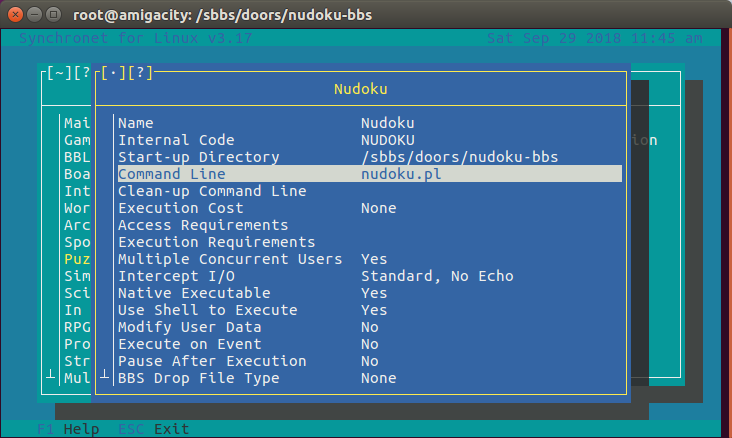 root@amigacity: /sbbs/doors/nudoku-bbs
Synchronet for Linux v3.17 Sat Sep 29 2018 11:45 am
[~][? [·][?]
Nudoku
Mai Name Nudoku
Gam Internal Code NUDOKU ion
BBL Start-up Directory /sbbs/doors/nudoku-bbs
Boa Command Line nudoku.pl
Int Clean-up Command Line
Wor Execution Cost None
Arc Access Requirements
Spo Execution Requirements
Puz Multiple Concurrent Users Yes
Sim Intercept I/O Standard, No Echo
Sci Native Executable Yes
In Use Shell to Execute Yes
RPG Modify User Data No
Pro Execute on Event No
Str Pause After Execution No
Mul BBS Drop File Type None
F1 Help ESC Exit